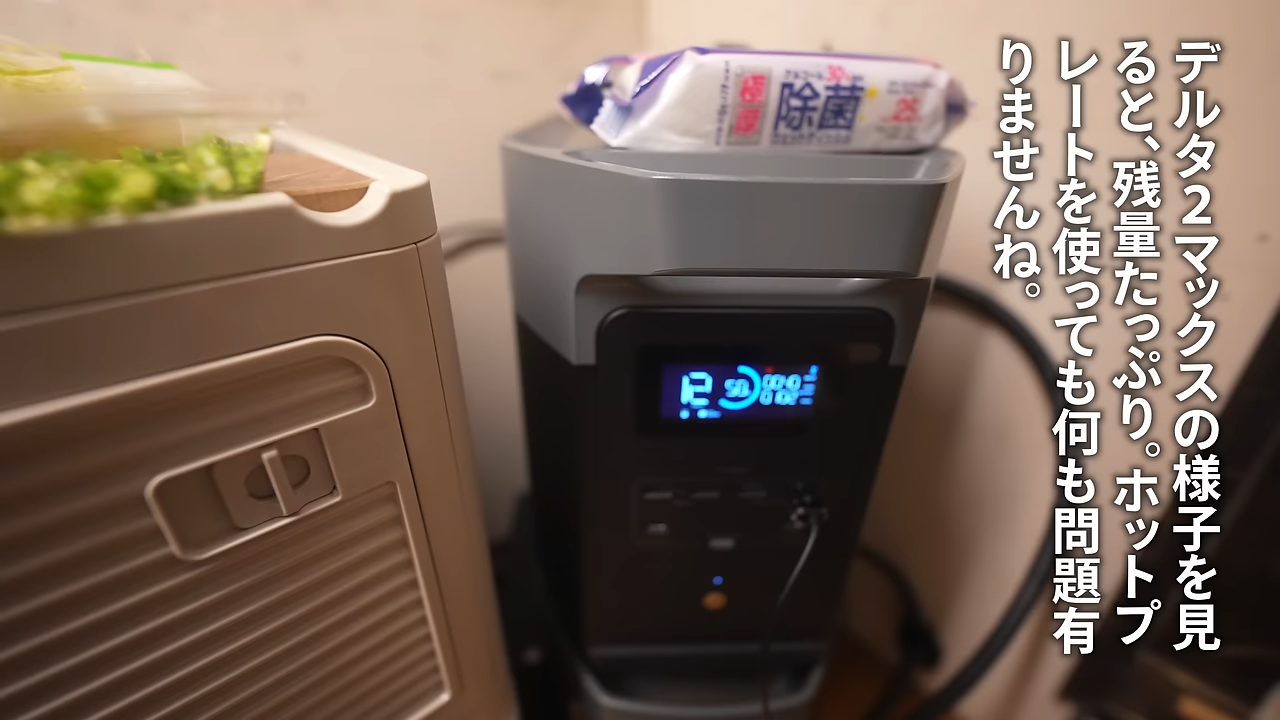 デルタ2マックスの様子を見
ると、残量たっぷり。ホットプ
レートを使っても何も問題有
りませんね。
除菌